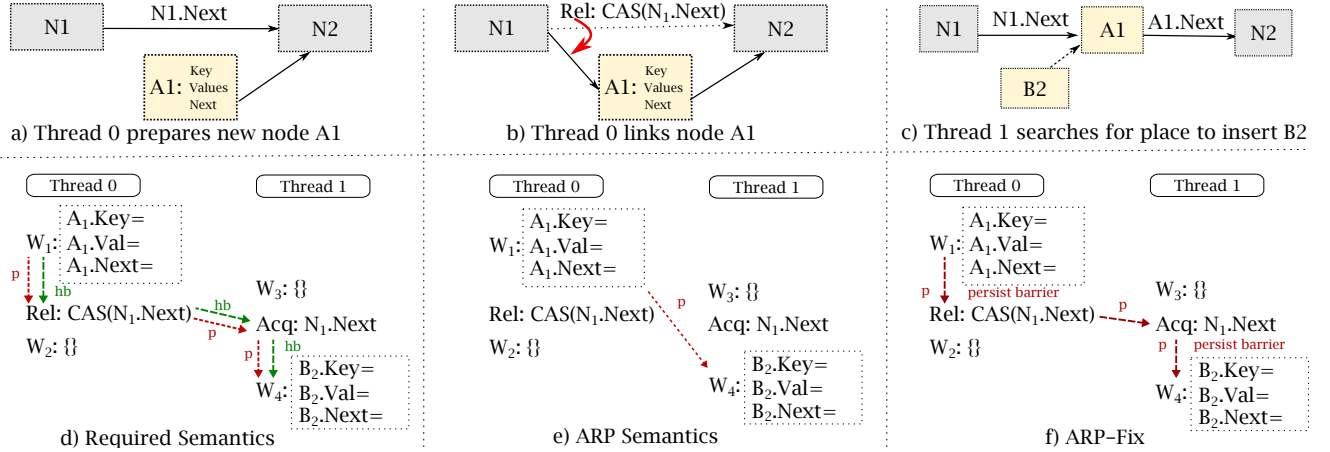 N1
N1.Next
N2
A1:
Key
Values
Next
a) Thread 0 prepares new node A1
Rel: CAS(N1.Next)
N1
N2
A1:
Key
Values
Next
b) Thread 0 links node A1
N1
N1.Next
A1
A1.Next
N2
B2
c) Thread 1 searches for place to insert B2
Thread 0
Thread 1
W1:
A1.Key=
A1.Val=
A1.Next=
p
hb
W3: {}
Rel: CAS(N1.Next)
hb
p
Acq: N1.Next
W2: {}
p
hb
W4:
B2.Key=
B2.Val=
B2.Next=
d) Required Semantics
Thread 0
Thread 1
W1:
A1.Key=
A1.Val=
A1.Next=
p
W3: {}
Rel: CAS(N1.Next)
Acq: N1.Next
W2: {}
W4:
B2.Key=
B2.Val=
B2.Next=
e) ARP Semantics
Thread 0
Thread 1
W1:
A1.Key=
A1.Val=
A1.Next=
p
persist barrier
W3: {}
Rel: CAS(N1.Next)
p
Acq: N1.Next
W2: {}
p
persist barrier
W4:
B2.Key=
B2.Val=
B2.Next=
f) ARP-Fix